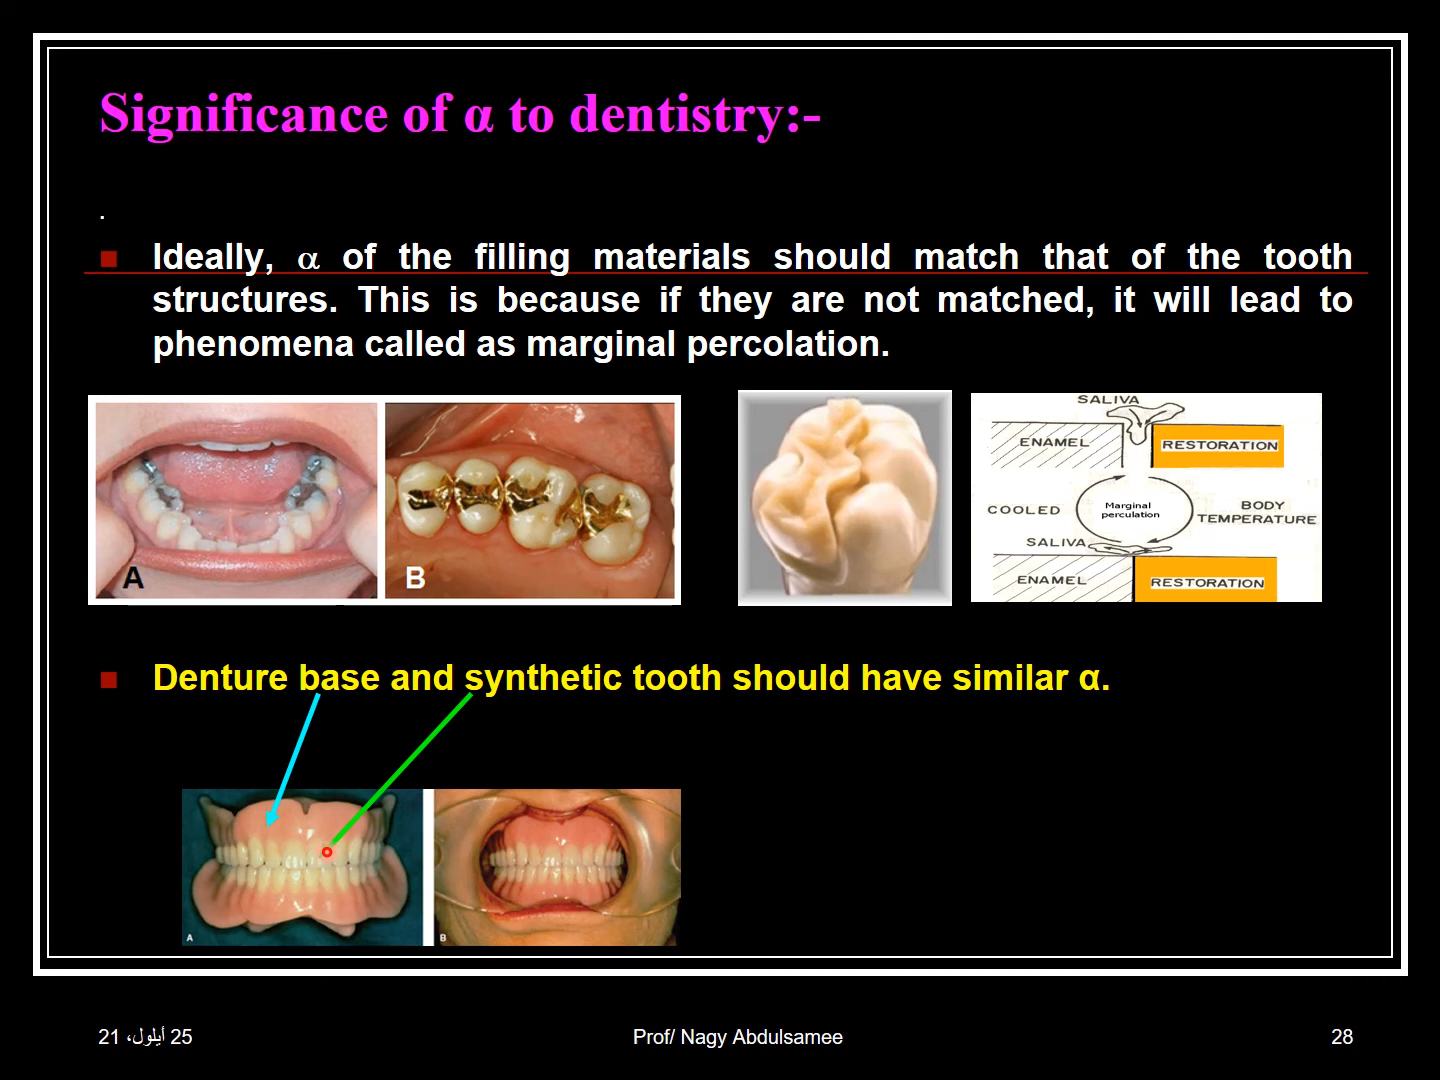 Significance of α to dentistry:-
.
Ideally, α of the filling materials should match that of the tooth
structures. This is because if they are not matched, it will lead to
phenomena called as marginal percolation.
A
B
SALIVA
ENAMEL
RESTORATION
COOLED
Marginal
perculation
BODY
TEMPERATURE
SALIVA
ENAMEL
RESTORATION
Denture base and synthetic tooth should have similar α.
A
B
25 أيلول، 21
Prof/ Nagy Abdulsamee
28